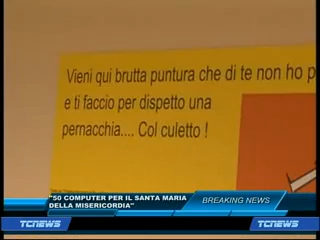 Vieni qui brutta puntura che di te non ho p
e ti faccio per dispetto una
pernacchia.... Col culetto !
"50 COMPUTER PER IL SANTA MARIA
DELLA MISERICORDIA"
BREAKING NEWS
TCNEWS
TCNEWS